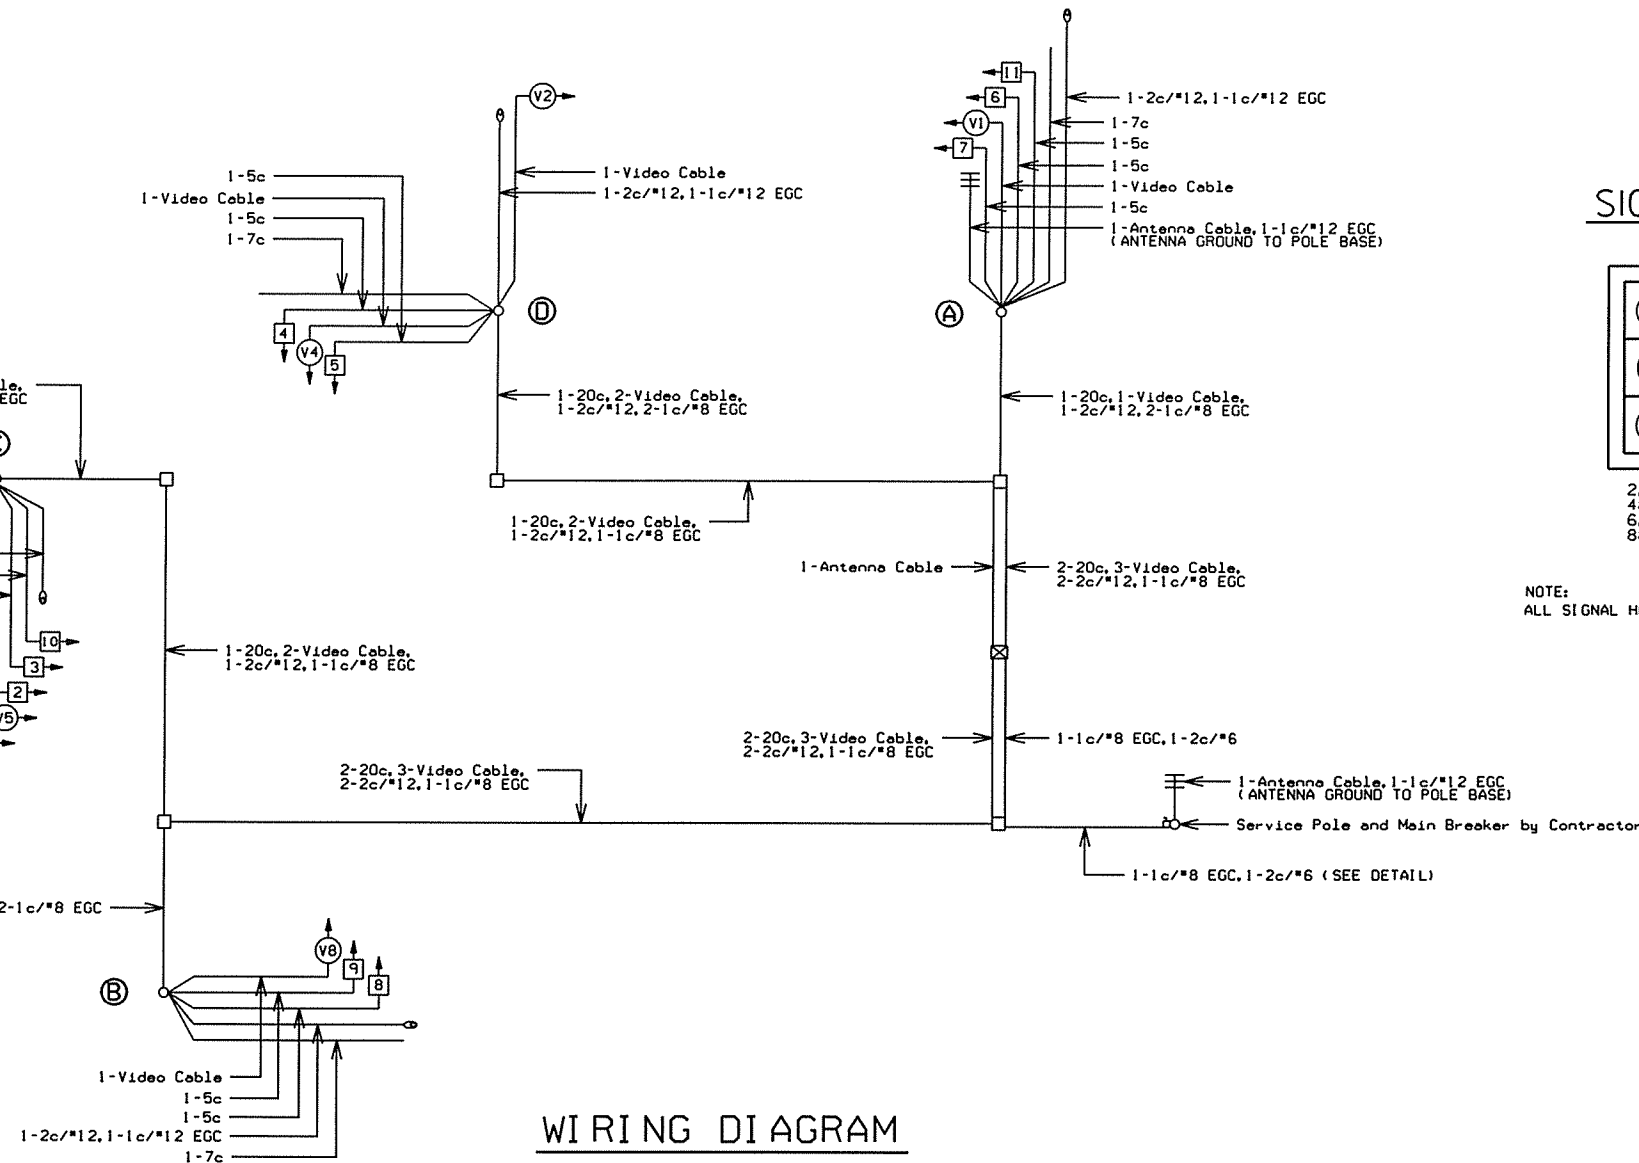 11
6
V1
7
1-2c/#12,1-1c/#12 EGC
1-7c
1-5c
1-5c
1-Video Cable
1-5c
1-Antenna Cable,1-1c/#12 EGC
(ANTENNA GROUND TO POLE BASE)
A
V2
1-Video Cable
1-2c/#12,1-1c/#12 EGC
1-5c
1-Video Cable
1-5c
1-7c
D
4
V4
5
1-20c,2-Video Cable,
1-2c/#12,2-1c/#8 EGC
1-20c,1-Video Cable,
1-2c/#12,2-1c/#8 EGC
le,
EGC
1-20c,2-Video Cable,
1-2c/#12,1-1c/#8 EGC
1-Antenna Cable
2-20c,3-Video Cable,
2-2c/#12,1-1c/#8 EGC
NOTE:
ALL SIGNAL H
10
3
2
V5
1-20c,2-Video Cable,
1-2c/#12,1-1c/#8 EGC
2-20c,3-Video Cable,
2-2c/#12,1-1c/#8 EGC
1-1c/#8 EGC,1-2c/#6
2-20c,3-Video Cable,
2-2c/#12,1-1c/#8 EGC
1-Antenna Cable,1-1c/#12 EGC
(ANTENNA GROUND TO POLE BASE)
Service Pole and Main Breaker by Contractor
1-1c/#8 EGC,1-2c/#6 (SEE DETAIL)
2-1c/#8 EGC
B
V8
9
8
1-Video Cable
1-5c
1-5c
1-2c/#12,1-1c/#12 EGC
1-7c
WIRING DIAGRAM